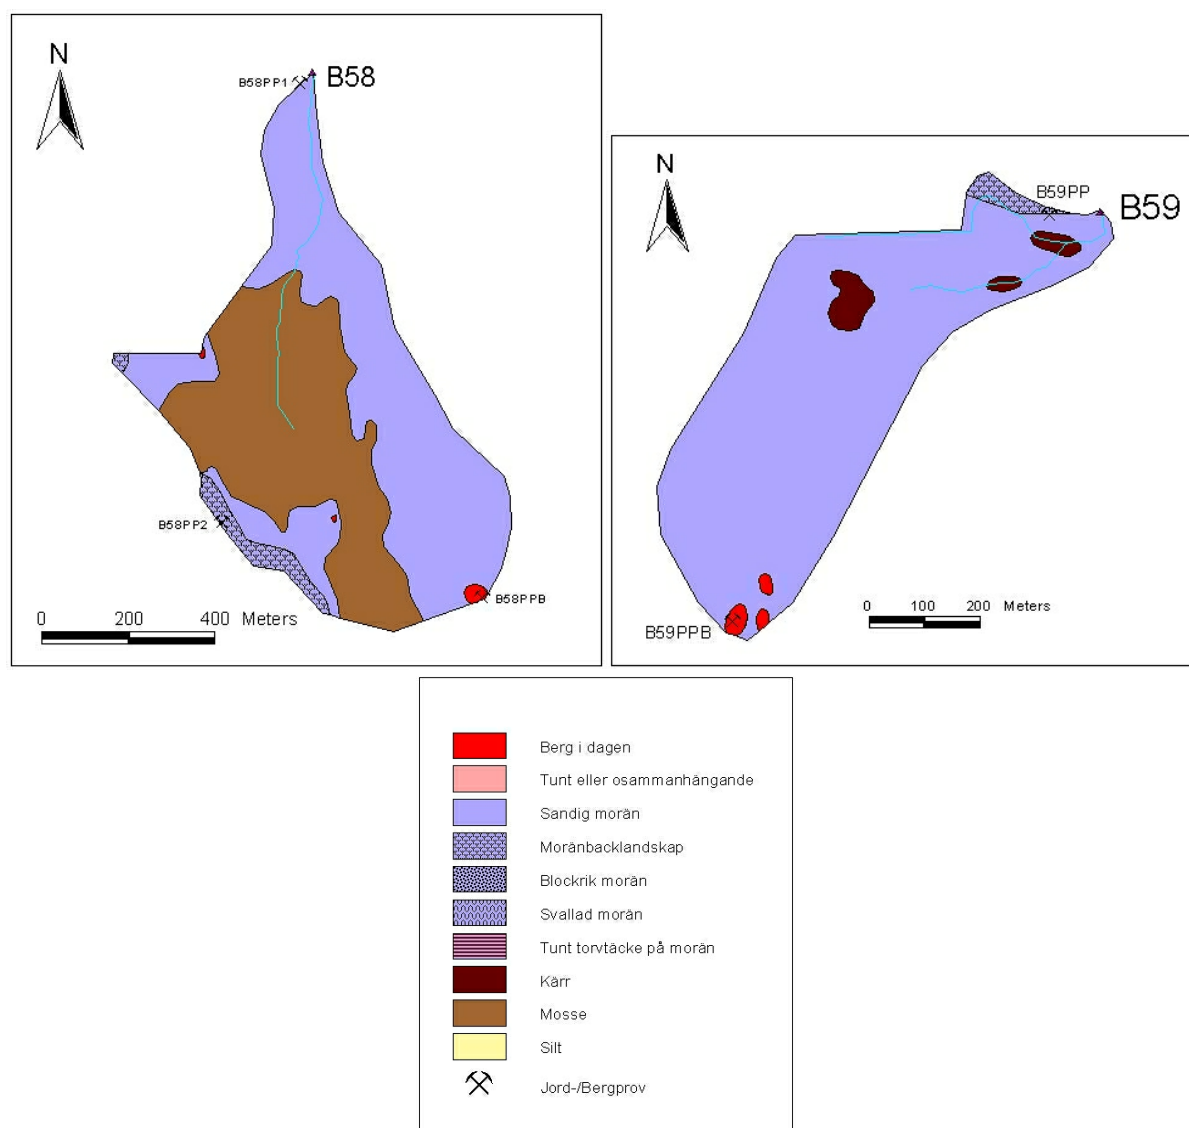 N
B58PP1
B58
B58PP2
B58PPB
0 200 400 Meters
N
B59PP
B59
B59PPB
0 100 200 Meters
Berg i dagen
Tunt eller osammanhängande
Sandig morän
Moränbacklandskap
Blockrik morän
Svallad morän
Tunt torvtäcke på morän
Kärr
Mosse
Silt
Jord-/Bergprov